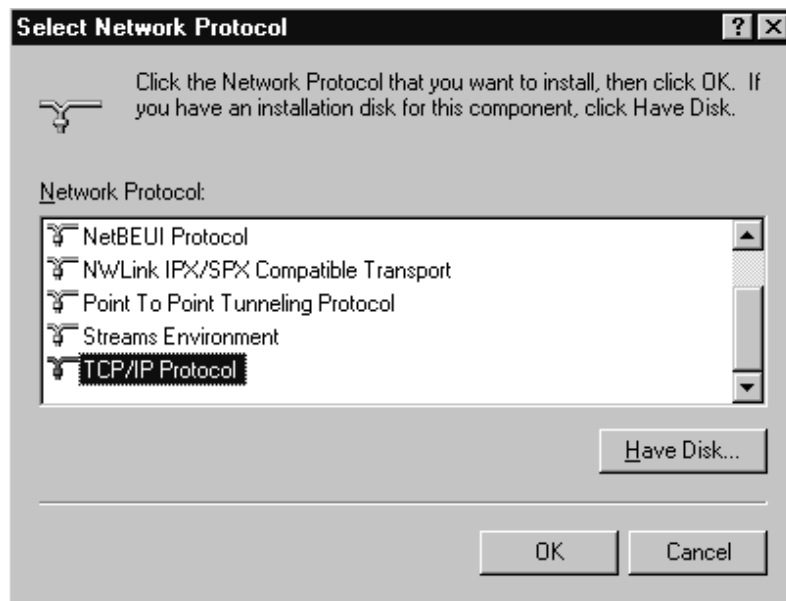 Select Network Protocol
Click the Network Protocol that you want to install, then click OK. If
you have an installation disk for this component, click Have Disk.
Network Protocol:
NetBEUI Protocol
NWLink IPX/SPX Compatible Transport
Point To Point Tunneling Protocol
Streams Environment
TCP/IP Protocol
Have Disk...
OK
Cancel